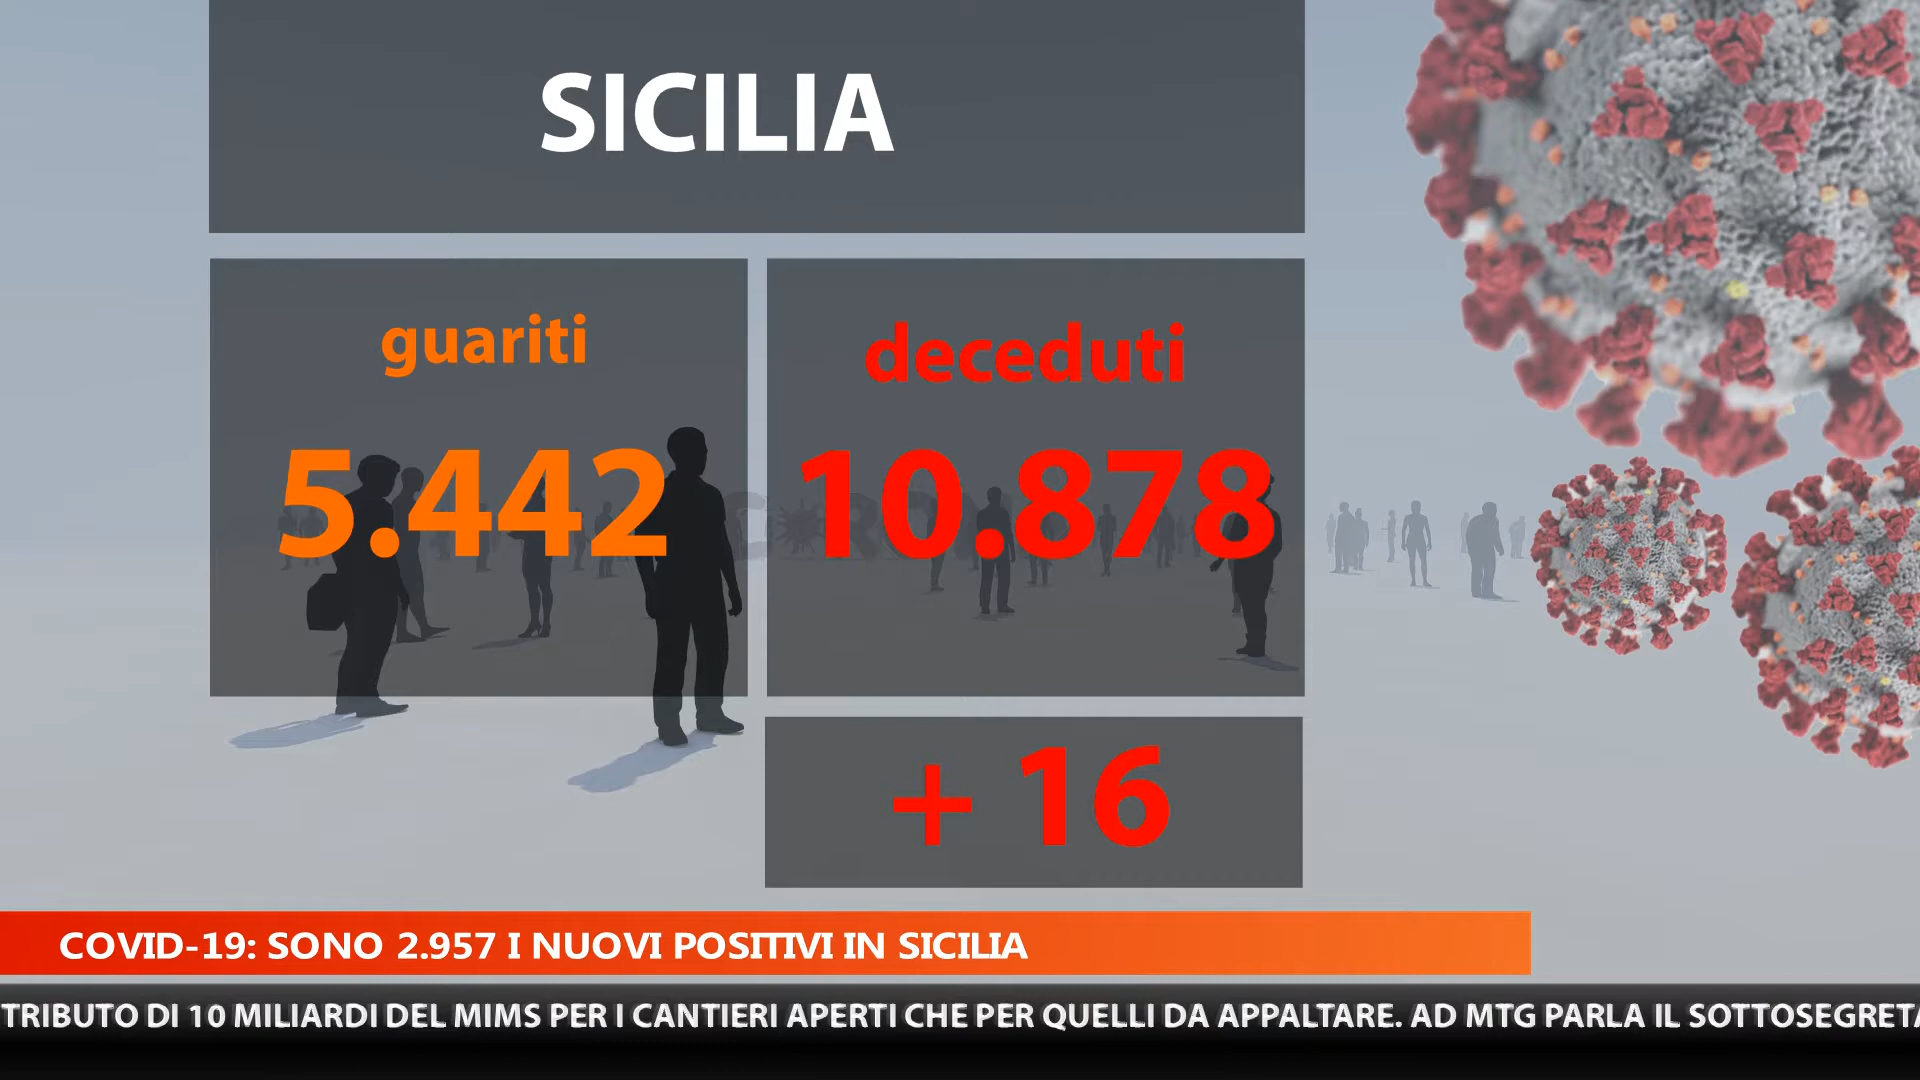 SICILIA
guariti
deceduti
5.442
10.878
+ 16
COVID-19: SONO 2.957 I NUOVI POSITIVI IN SICILIA
TRIBUTO DI 10 MILIARDI DEL MIMS PER I CANTIERI APERTI CHE PER QUELLI DA APPALTARE. AD MTG PARLA IL SOTTOSEGRETA